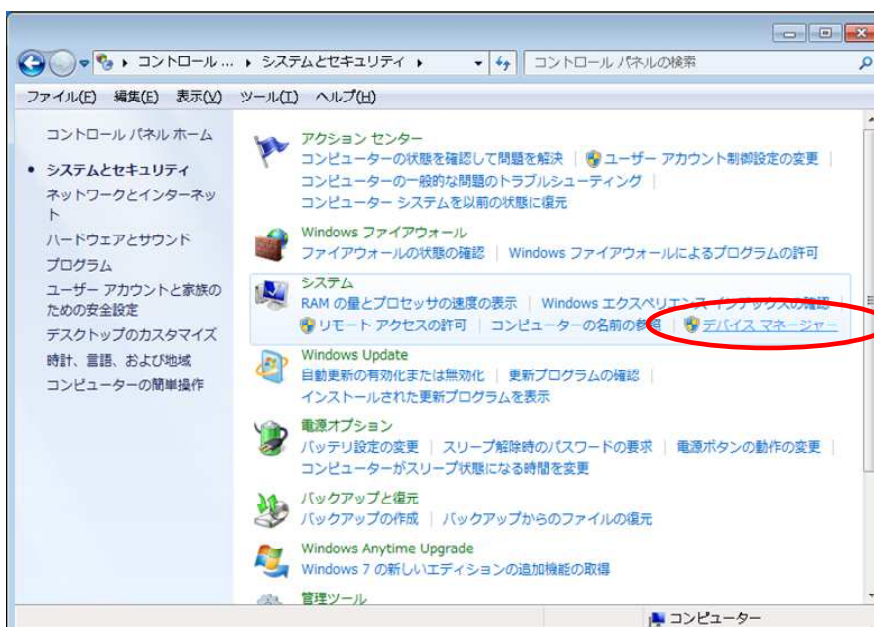 コントロール ... ▸ システムとセキュリティ ▸
コントロール パネルの検索
ファイル(F) 編集(E) 表示(V) ツール(T) ヘルプ(H)
コントロール パネル ホーム
システムとセキュリティ
ネットワークとインターネッ
ト
ハードウェアとサウンド
プログラム
ユーザー アカウントと家族の
ための安全設定
デスクトップのカスタマイズ
時計、言語、および地域
コンピューターの簡単操作
アクション センター
コンピューターの状態を確認して問題を解決 | ユーザー アカウント制御設定の変更 |
コンピューターの一般的な問題のトラブルシューティング |
コンピューター システムを以前の状態に復元
Windows ファイアウォール
ファイアウォールの状態の確認 | Windows ファイアウォールによるプログラムの許可
システム
RAM の量とプロセッサの速度の表示 | Windows エクスペリエンス インデックスの確認
リモート アクセスの許可 | コンピューターの名前の参照 | デバイス マネージャー
Windows Update
自動更新の有効化または無効化 | 更新プログラムの確認 |
インストールされた更新プログラムを表示
電源オプション
バッテリ設定の変更 | スリープ解除時のパスワードの要求 | 電源ボタンの動作の変更 |
コンピューターがスリープ状態になる時間を変更
バックアップと復元
バックアップの作成 | バックアップからのファイルの復元
Windows Anytime Upgrade
Windows 7 の新しいエディションの追加機能の取得
管理ツール
コンピューター